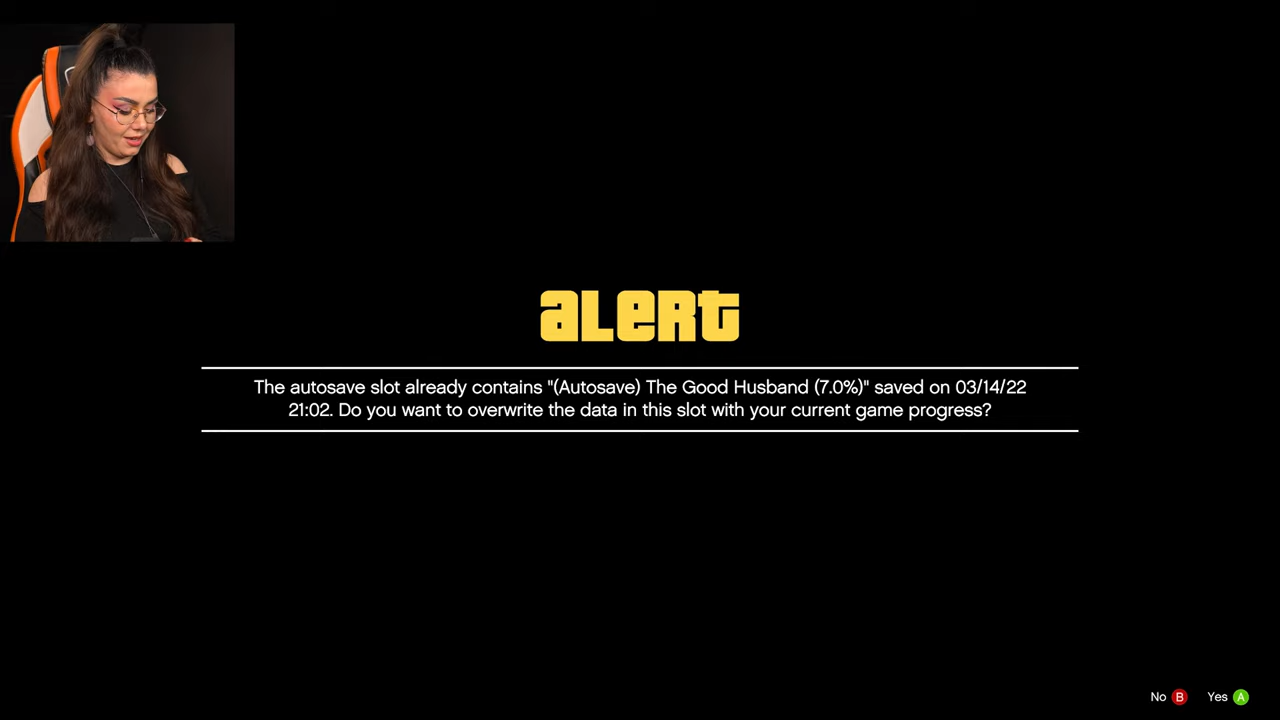 aLeRt
The autosave slot already contains "(Autosave) The Good Husband (7.0%)" saved on 03/14/22
21:02. Do you want to overwrite the data in this slot with your current game progress?
No B Yes A